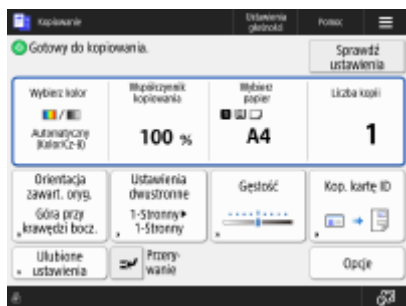 Kopiowanie
Ustawienia
głośności
Pomoc
Gotowy do kopiowania.
Sprawdź
ustawienia
Wybierz kolor
Automatyczny
(Kolor/Cz-B)
Współczynnik
kopiowania
100 %
Wybierz
papier
A4
Liczba kopii
1
Orientacja
zawart. oryg.
Góra przy
krawędzi bocz.
Ustawienia
dwustronne
1-Stronny▶
1-Stronny
Gęstość
Kop. kartę ID
Ulubione
ustawienia
Przery-
wanie
Opcje